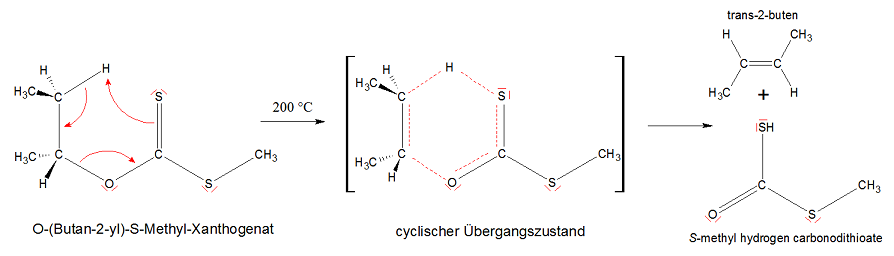 trans-2-buten
H
CH₃
C
C
H₃C
H
+
H
H
H₃C
C
S
H₃C
C
C
H
O
S
CH₃
200 °C
H
H₃C
H
C
S
H₃C
C
C
H
O
S
CH₃
SH
C
O
S
CH₃
O-(Butan-2-yl)-S-Methyl-Xanthogenat
cyclischer Übergangszustand
S-methyl hydrogen carbonodithioate